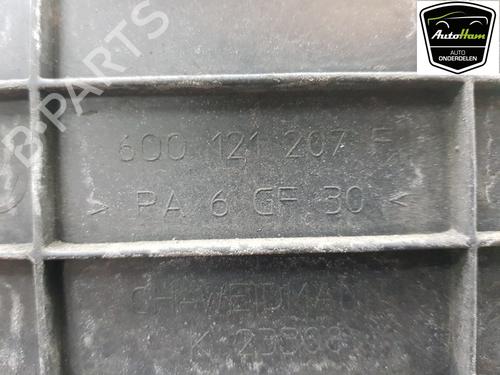 AutoHam
AUTO
ONDERDELEN
B-PARTS
600 121 207 F
> PA 6 GF 30 <